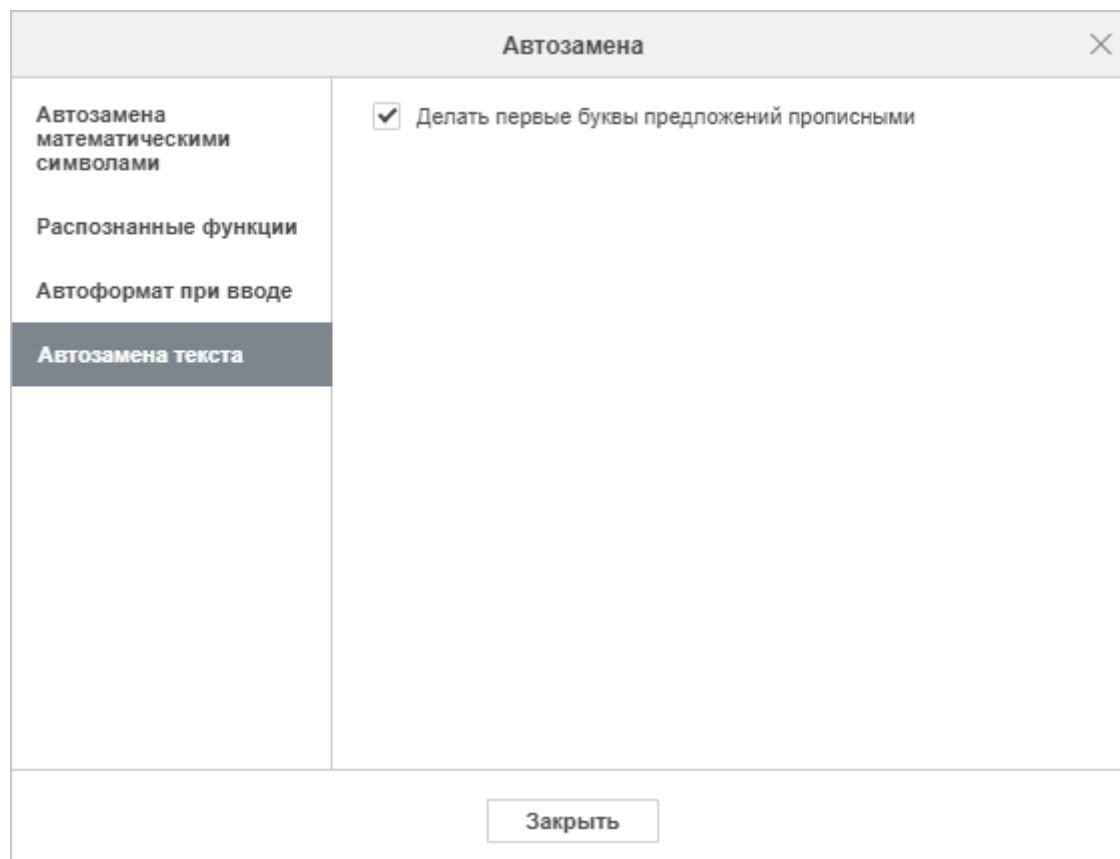 Автозамена
Автозамена
математическими
символами
Распознанные функции
Автоформат при вводе
Автозамена текста
Делать первые буквы предложений прописными
Закрыть